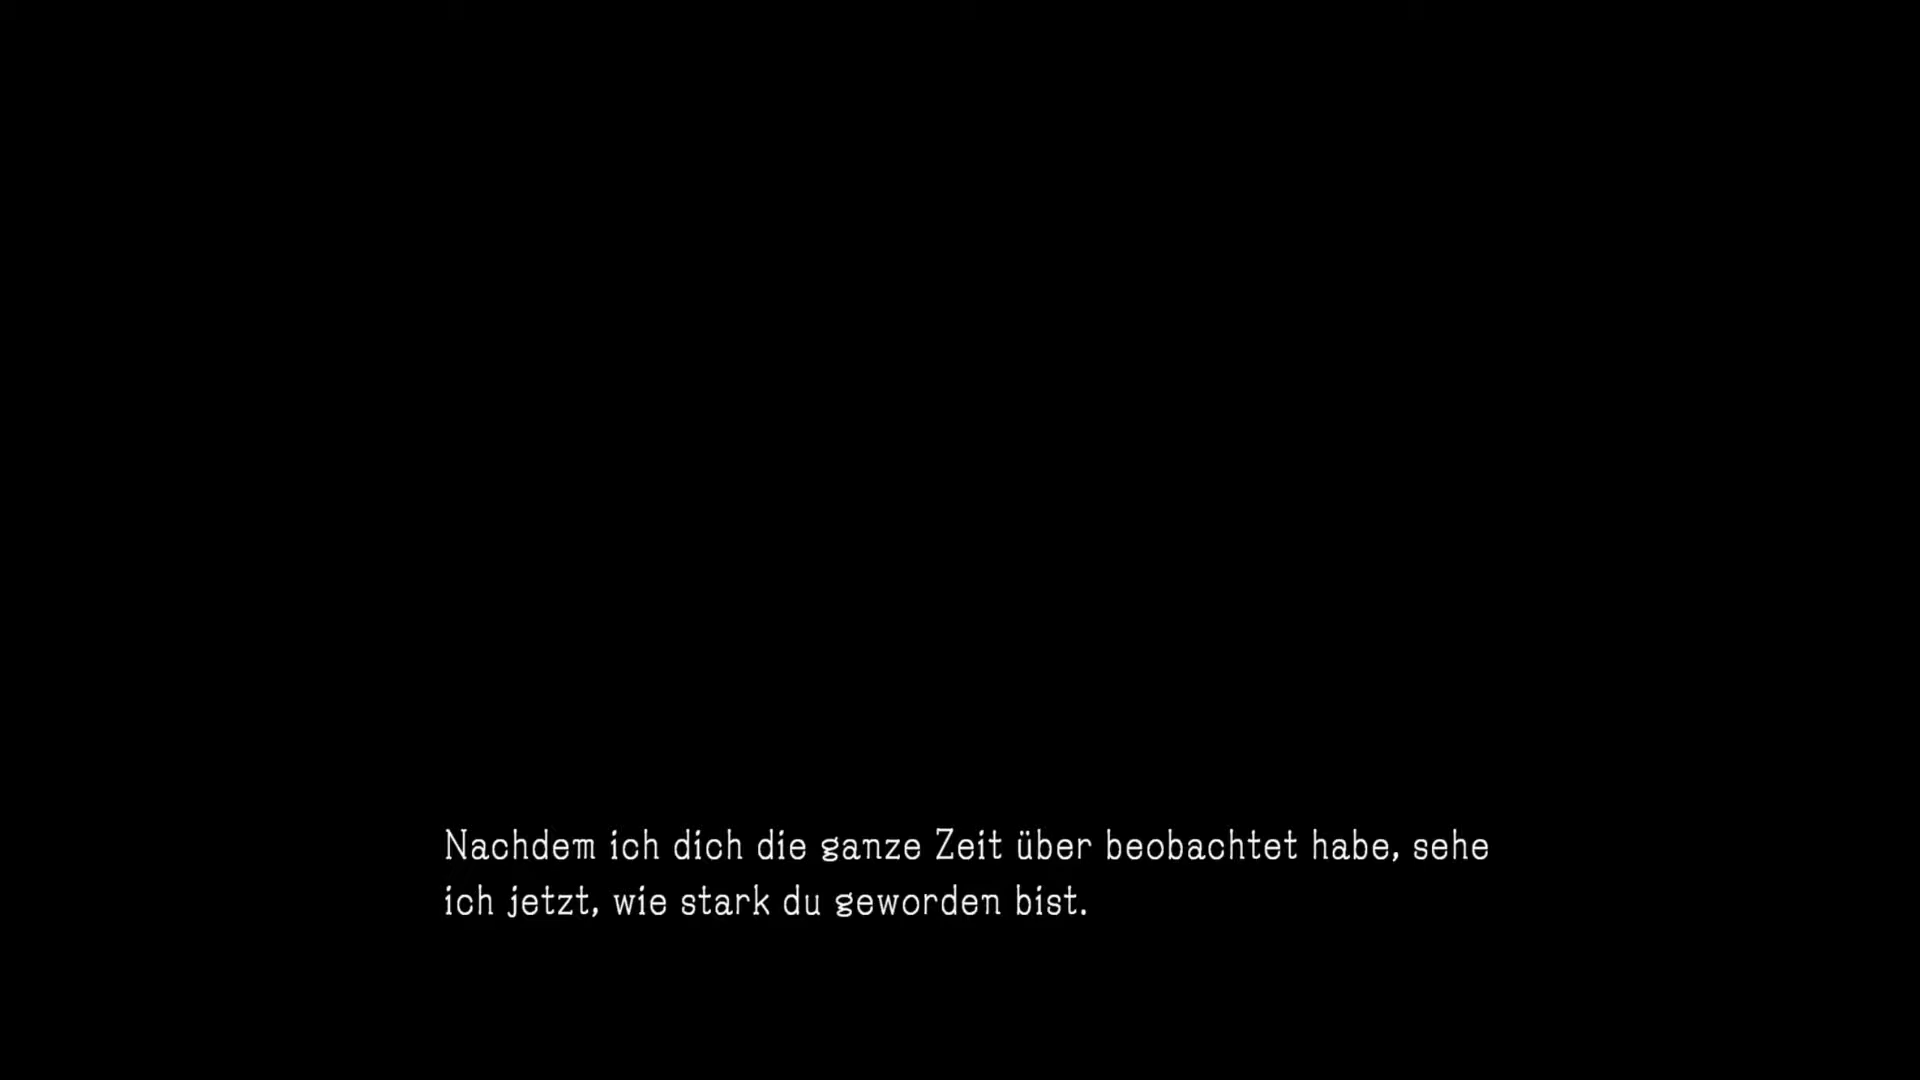 Nachdem ich dich die ganze Zeit über beobachtet habe, sehe
ich jetzt, wie stark du geworden bist.